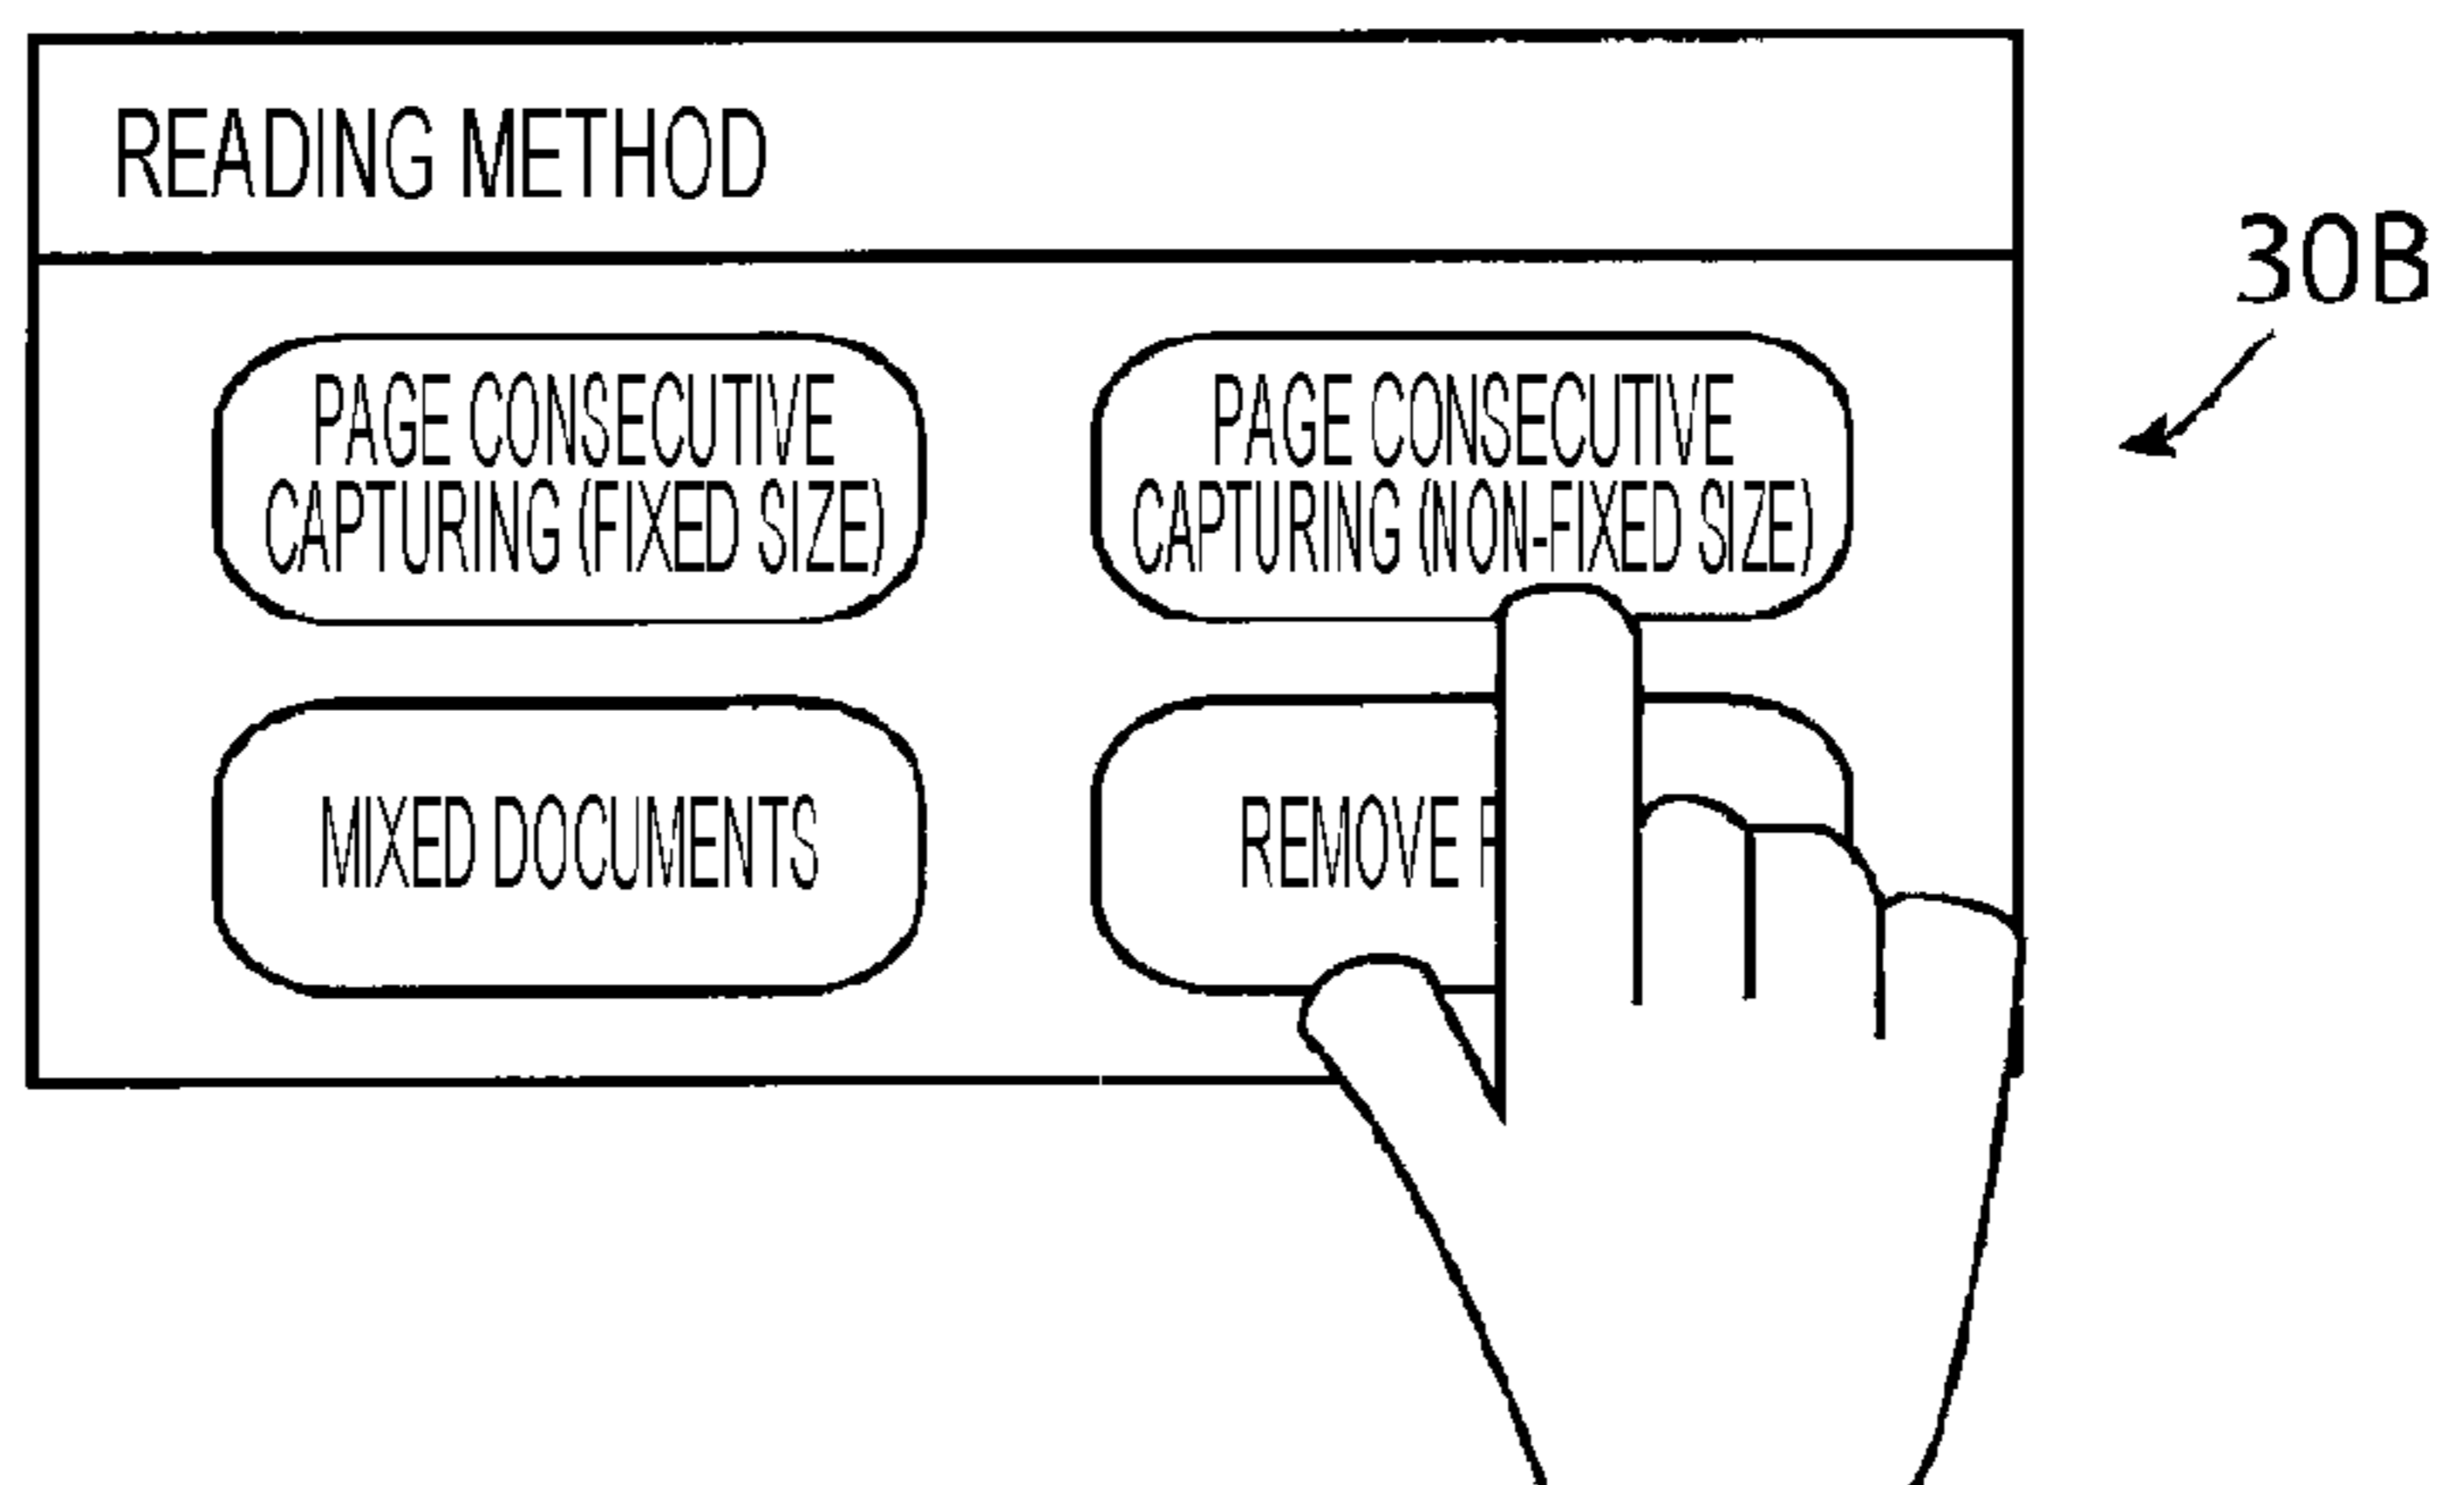 READING METHOD
30B
PAGE CONSECUTIVE
CAPTURING (FIXED SIZE)
PAGE CONSECUTIVE
CAPTURING (NON-FIXED SIZE)
MIXED DOCUMENTS
REMOVE